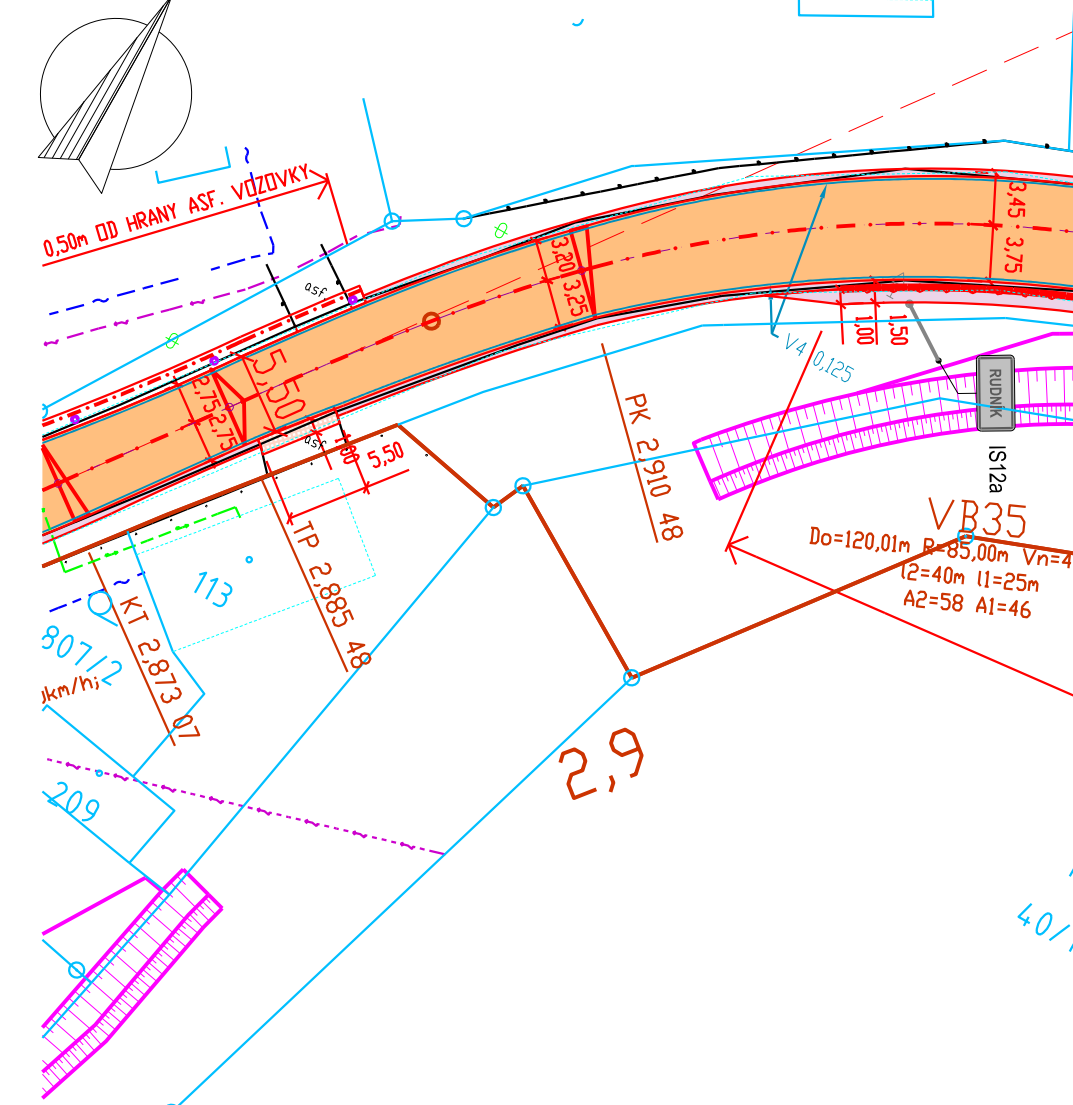 0,50m OD HRANY ASF. VOZOVKY
asf
3,45
3,75
3,20
3,25
1,00
1,50
V4 0,125
RUDNÍK
IS12a
5,50
2,75
2,75
asf
1,00
5,50
PK 2,910 48
VB35
Do=120,01m R=85,00m Vn=4
l2=40m l1=25m
A2=58 A1=46
TP 2,885 48
113
KT 2,873 07
807/2
km/h;
2,9
209
40/